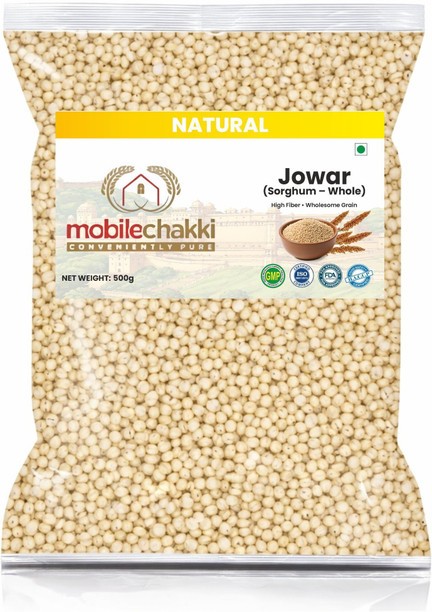 NATURAL
mobilechakki
CONVENIENTLY PURE
NET WEIGHT: 500g
Jowar
(Sorghum – Whole)
High Fiber • Wholesome Grain
GMP
ISO
FDA